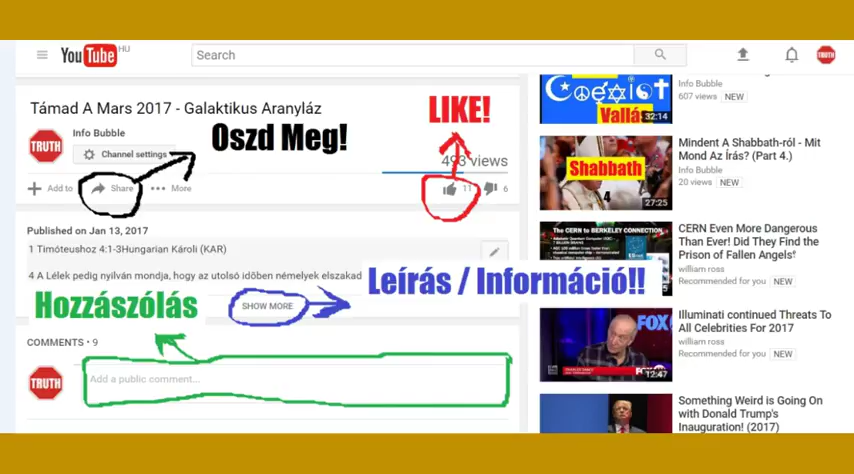 YouTube HU
Search
Támad A Mars 2017 - Galaktikus Aranyláz
Info Bubble
TRUTH
Channel settings
Oszd Meg!
LIKE!
493 views
Add to
Share
More
11
6
Published on Jan 13, 2017
1 Timóteushoz 4:1-3Hungarian Károli (KAR)
4 A Lélek pedig nyilván mondja, hogy az utolsó időben némelyek elszakad
Leírás / Információ!!
Hozzászólás
SHOW MORE
COMMENTS • 9
TRUTH
Add a public comment...
TRUTH
Vallás
32:14
Info Bubble
607 views NEW
Shabbath
4
27:25
Mindent A Shabbath-ról - Mit
Mond Az Írás? (Part 4.)
Info Bubble
20 views NEW
The CERN to BERKELEY CONNECTION
CERN Even More Dangerous
Than Ever! Did They Find the
Prison of Fallen Angels
william ross
Recommended for you NEW
FOX
12:47
Illuminati continued Threats To
All Celebrities For 2017
william ross
Recommended for you NEW
Something Weird is Going On
with Donald Trump's
Inauguration! (2017)